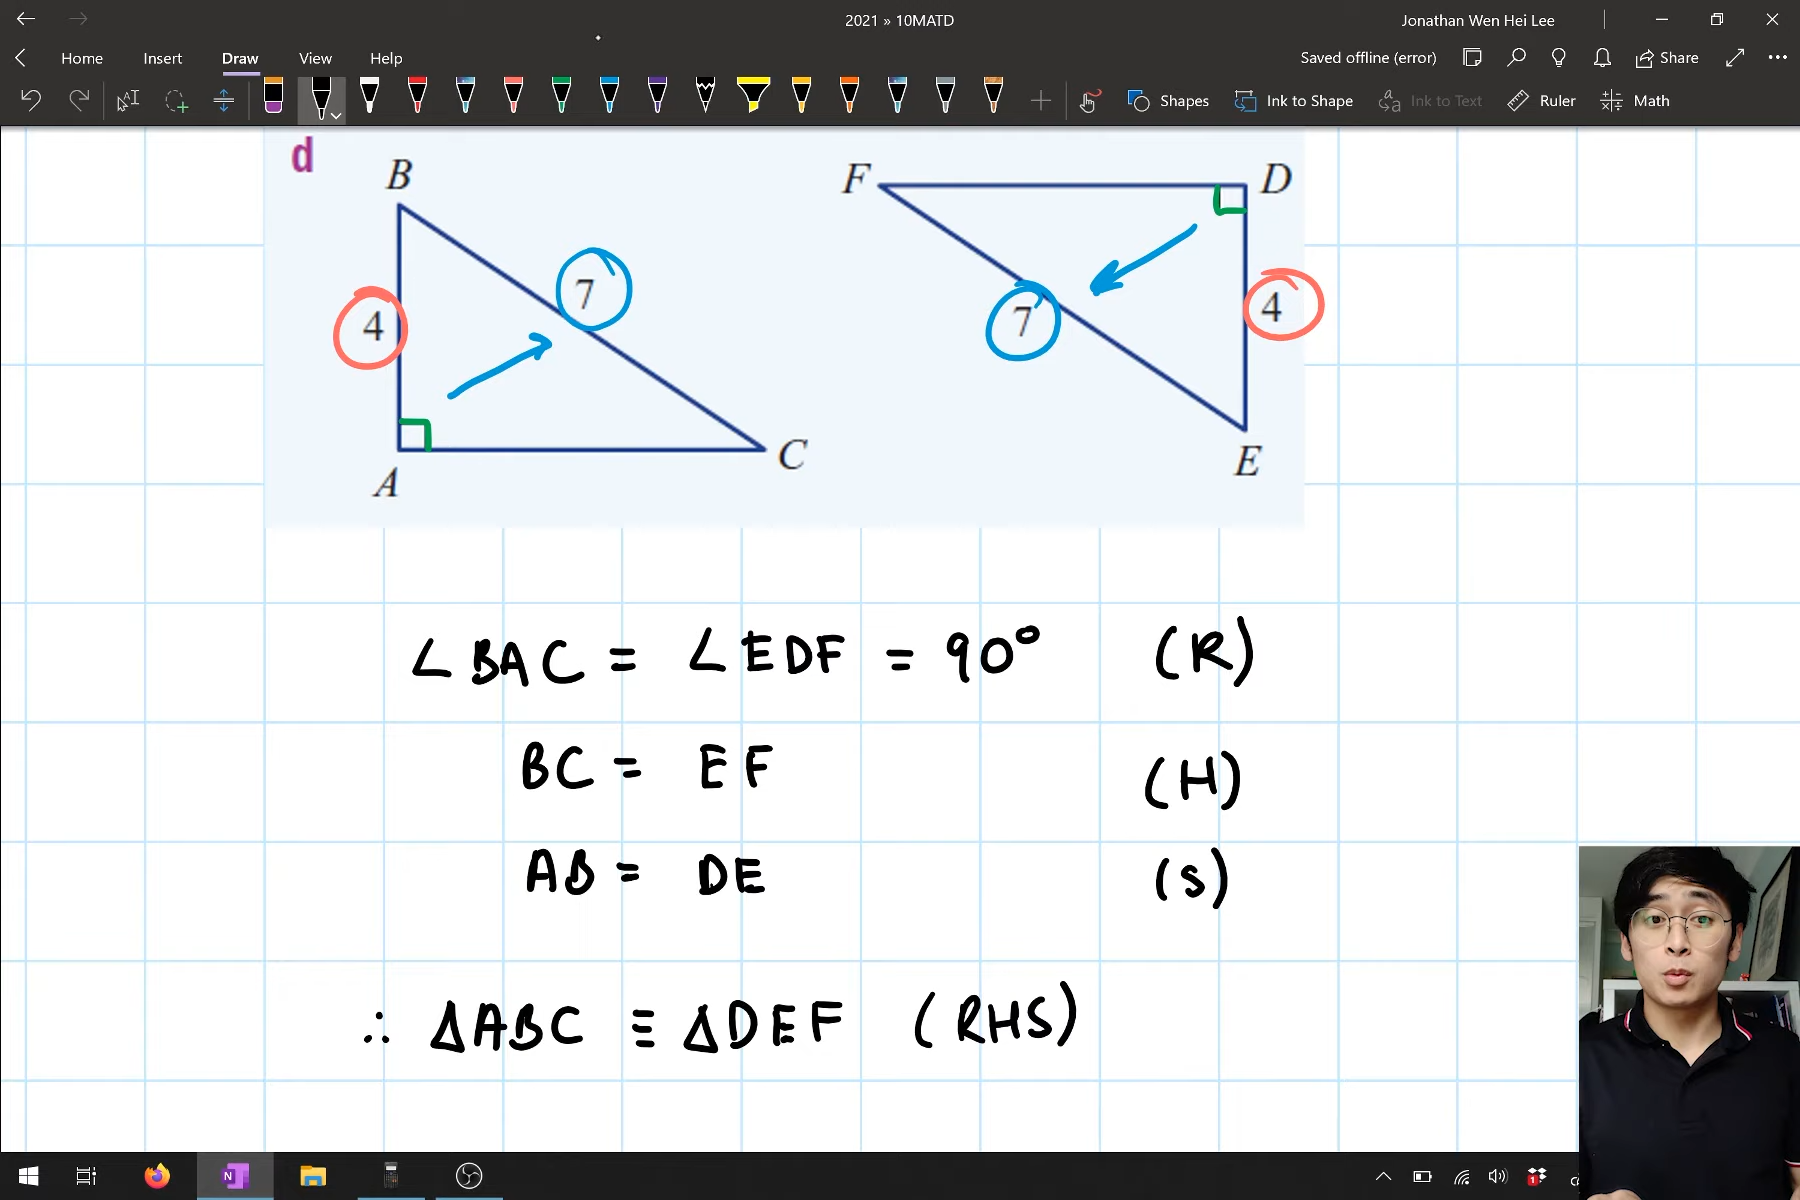 2021 » 10MATD
Jonathan Wen Hei Lee
Home Insert Draw View Help
Saved offline (error)
Share
Shapes
Ink to Shape
Ink to Text
Ruler
Math
d
B
4
7
A
C
F
D
7
4
E
∠BAC = ∠EDF = 90° (R)
BC = EF (H)
AB = DE (S)
∴ ΔABC ≡ ΔDEF (RHS)